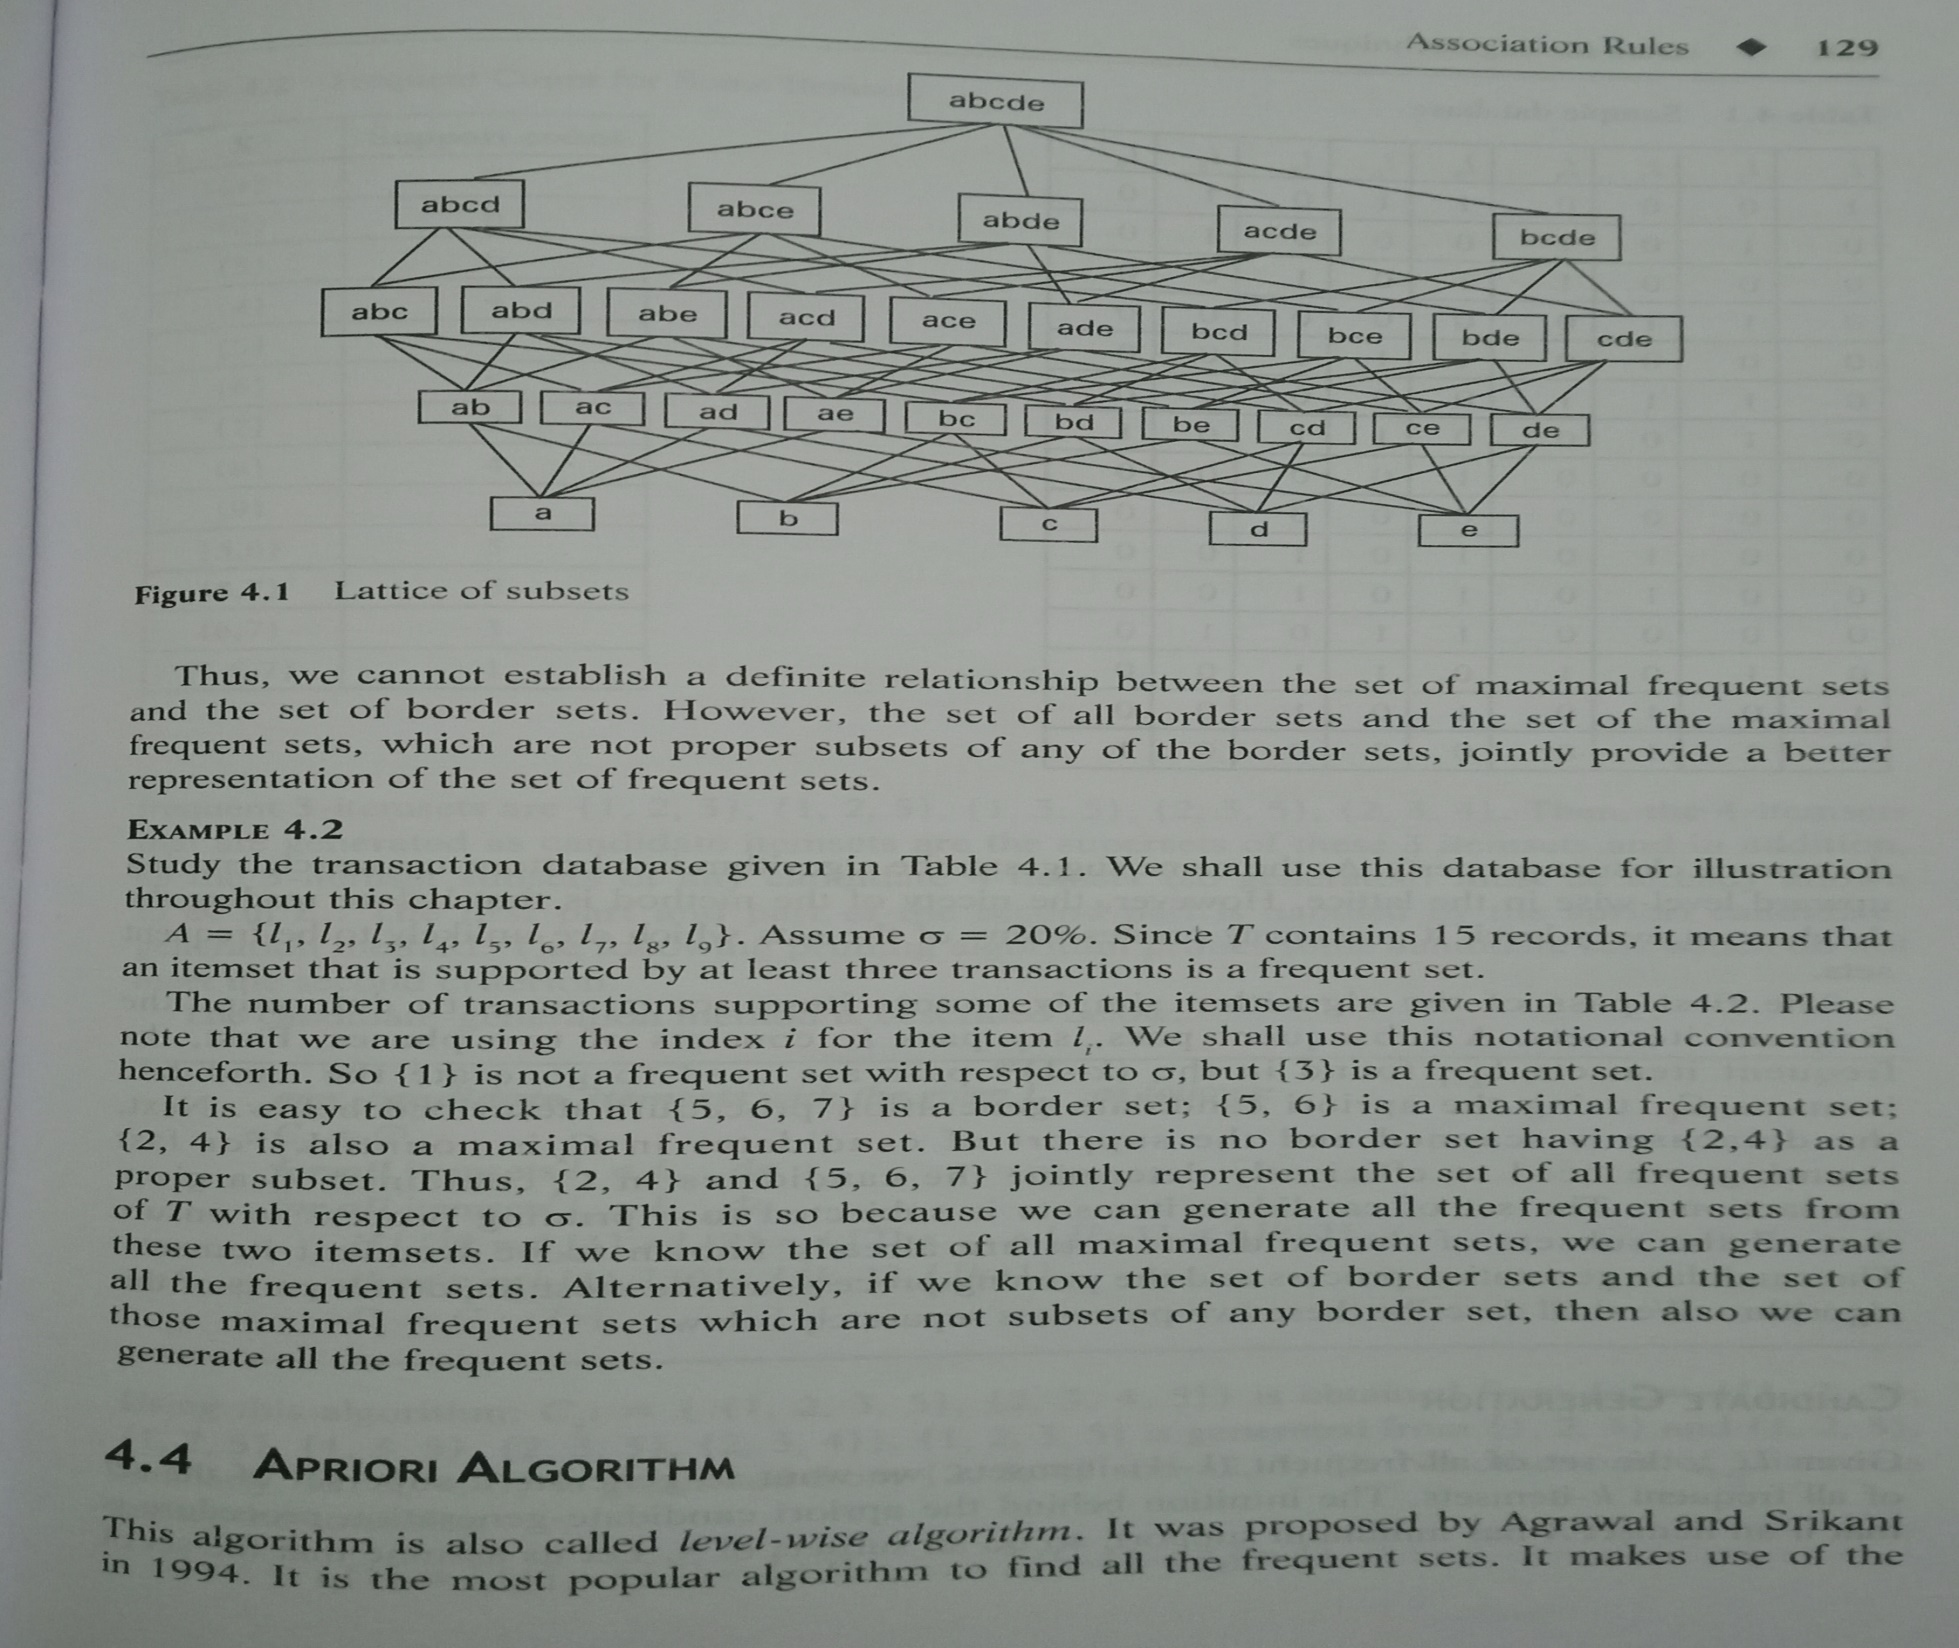 Association Rules ◆ 129
abcde
abcd abce abde acde bcde
abc abd abe acd ace ade bcd bce bde cde
ab ac ad ae bc bd be cd ce de
a b c d e
Figure 4.1 Lattice of subsets
Thus, we cannot establish a definite relationship between the set of maximal frequent sets
and the set of border sets. However, the set of all border sets and the set of the maximal
frequent sets, which are not proper subsets of any of the border sets, jointly provide a better
representation of the set of frequent sets.
EXAMPLE 4.2
Study the transaction database given in Table 4.1. We shall use this database for illustration
throughout this chapter.
A = {l₁, l₂, l₃, l₄, l₅, l₆, l₇, l₈, l₉}. Assume σ = 20%. Since T contains 15 records, it means that
an itemset that is supported by at least three transactions is a frequent set.
The number of transactions supporting some of the itemsets are given in Table 4.2. Please
note that we are using the index i for the item lᵢ. We shall use this notational convention
henceforth. So {1} is not a frequent set with respect to σ, but {3} is a frequent set.
It is easy to check that {5, 6, 7} is a border set; {5, 6} is a maximal frequent set;
{2, 4} is also a maximal frequent set. But there is no border set having {2,4} as a
proper subset. Thus, {2, 4} and {5, 6, 7} jointly represent the set of all frequent sets
of T with respect to σ. This is so because we can generate all the frequent sets from
these two itemsets. If we know the set of all maximal frequent sets, we can generate
all the frequent sets. Alternatively, if we know the set of border sets and the set of
those maximal frequent sets which are not subsets of any border set, then also we can
generate all the frequent sets.
4.4 APRIORI ALGORITHM
This algorithm is also called level-wise algorithm. It was proposed by Agrawal and Srikant
in 1994. It is the most popular algorithm to find all the frequent sets. It makes use of the